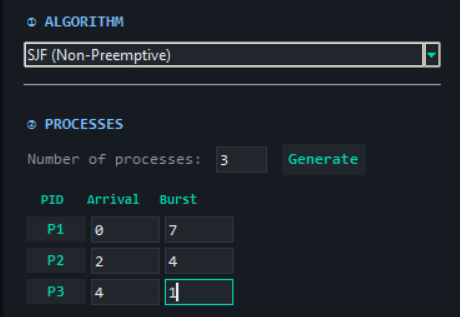 ① ALGORITHM
SJF (Non-Preemptive)
② PROCESSES
Number of processes: 3 Generate
PID Arrival Burst
P1 0 7
P2 2 4
P3 4 1